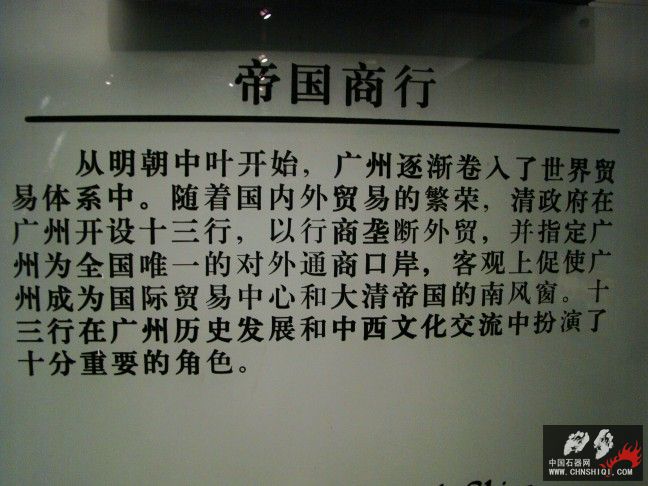 帝国商行
从明朝中叶开始，广州逐渐卷入了世界贸
易体系中。随着国内外贸易的繁荣，清政府在
广州开设十三行，以行商垄断外贸，并指定广
州为全国唯一的对外通商口岸，客观上促使广
州成为国际贸易中心和大清帝国的南风窗。十
三行在广州历史发展和中西文化交流中扮演了
十分重要的角色。
中国石器网
WWW.CHNSHIQI.COM